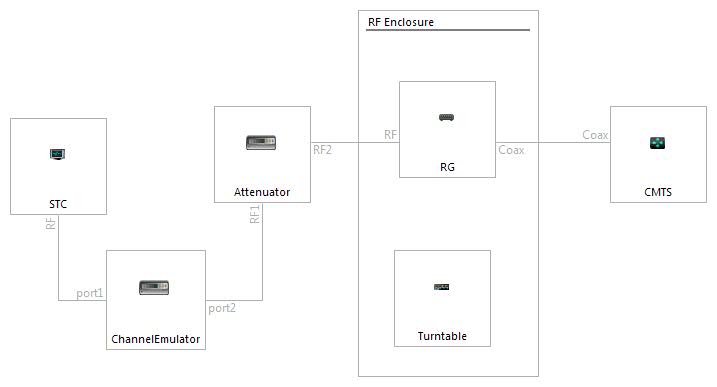 RF Enclosure
RF
RF2
Coax
Coax
RG
Attenuator
CMTS
STC
RF
RF1
port1
port2
ChannelEmulator
Turntable